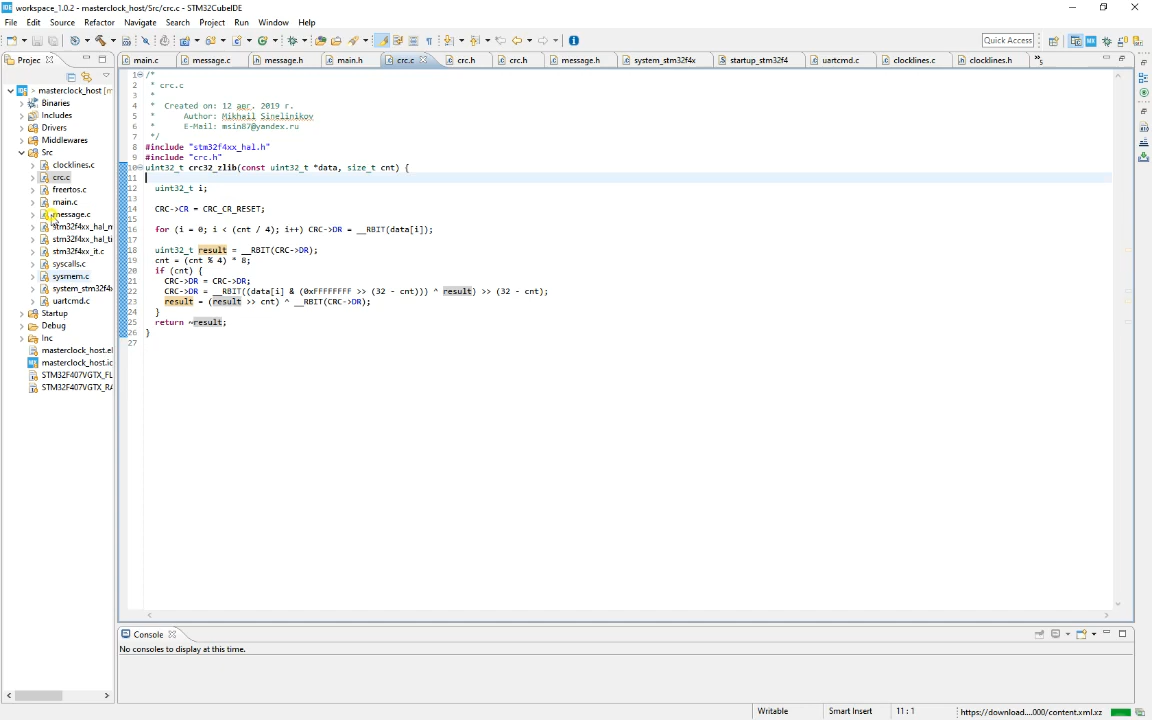 workspace_1.0.2 - masterclock_host/Src/crc.c - STM32CubeIDE
File Edit Source Refactor Navigate Search Project Run Window Help
Quick Access
Projec
main.c message.c message.h main.h crc.c crc.h crc.h message.h system_stm32f4x startup_stm32f4 uartcmd.c clocklines.c clocklines.h
masterclock_host [m
Binaries
Includes
Drivers
Middlewares
Src
clocklines.c
crc.c
freertos.c
main.c
message.c
stm32f4xx_hal_m
stm32f4xx_hal_ti
stm32f4xx_it.c
syscalls.c
sysmem.c
system_stm32f4x
uartcmd.c
Startup
Debug
Inc
masterclock_host.el
masterclock_host.ic
STM32F407VGTX_FL
STM32F407VGTX_RA
1 /*
2 * crc.c
3 *
4 * Created on: 12 авг. 2019 г.
5 * Author: Mikhail Sinelinikov
6 * E-Mail: msin87@yandex.ru
7 */
8 #include "stm32f4xx_hal.h"
9 #include "crc.h"
10 uint32_t crc32_zlib(const uint32_t *data, size_t cnt) {
11
12 uint32_t i;
13
14 CRC->CR = CRC_CR_RESET;
15
16 for (i = 0; i < (cnt / 4); i++) CRC->DR = __RBIT(data[i]);
17
18 uint32_t result = __RBIT(CRC->DR);
19 cnt = (cnt % 4) * 8;
20 if (cnt) {
21 CRC->DR = CRC->DR;
22 CRC->DR = __RBIT((data[i] & (0xFFFFFFFF >> (32 - cnt))) ^ result) >> (32 - cnt);
23 result = (result >> cnt) ^ __RBIT(CRC->DR);
24 }
25 return ~result;
26 }
27
Console
No consoles to display at this time.
Writable Smart Insert 11 : 1 https://download....000/content.xml.xz